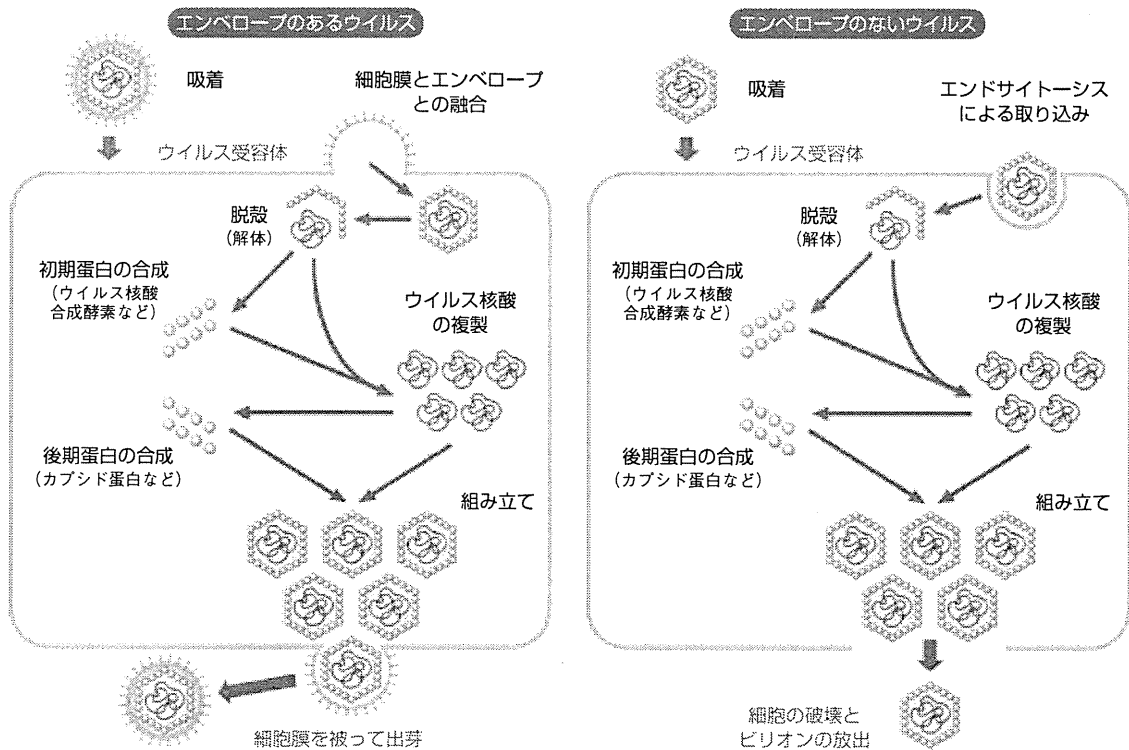 エンベロープのあるウイルス
吸着
細胞膜とエンベロープ
との融合
ウイルス受容体
脱殻
(解体)
初期蛋白の合成
(ウイルス核酸
合成酵素など)
ウイルス核酸
の複製
後期蛋白の合成
(カプシド蛋白など)
組み立て
細胞膜を被って出芽
エンベロープのないウイルス
吸着
エンドサイトーシス
による取り込み
ウイルス受容体
脱殻
(解体)
初期蛋白の合成
(ウイルス核酸
合成酵素など)
ウイルス核酸
の複製
後期蛋白の合成
(カプシド蛋白など)
組み立て
細胞の破壊と
ビリオンの放出